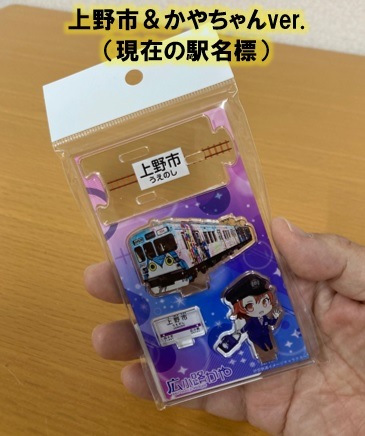 上野市＆かやちゃんver.
（現在の駅名標）
上野市
うえのし
上野市
広小路かや